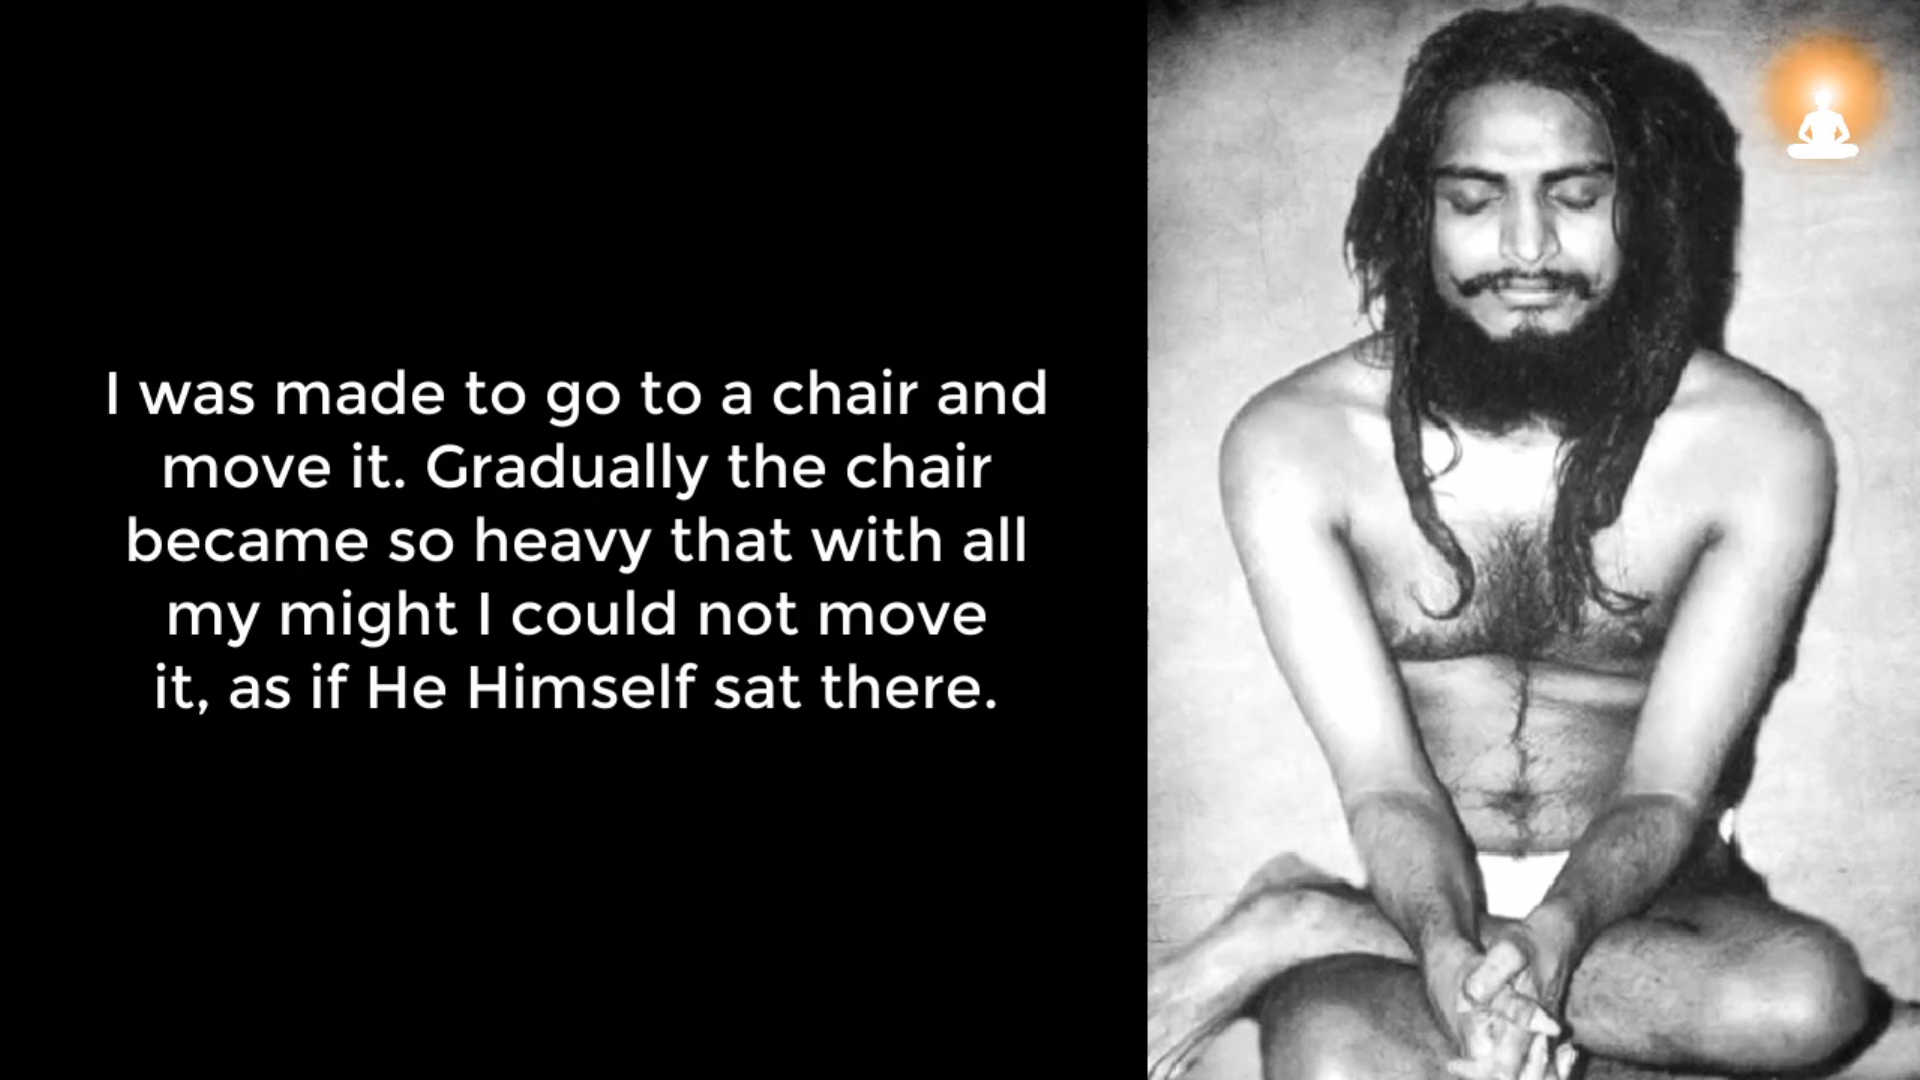 I was made to go to a chair and
move it. Gradually the chair
became so heavy that with all
my might I could not move
it, as if He Himself sat there.